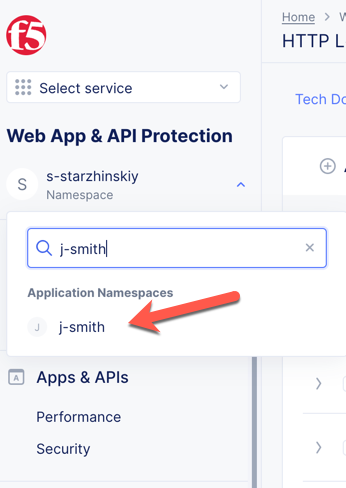 f5
Home > W
HTTP L
Select service
Tech Do
Web App & API Protection
S
s-starzhinskiy
Namespace
j-smith
Application Namespaces
J
j-smith
A
Apps & APIs
Performance
Security